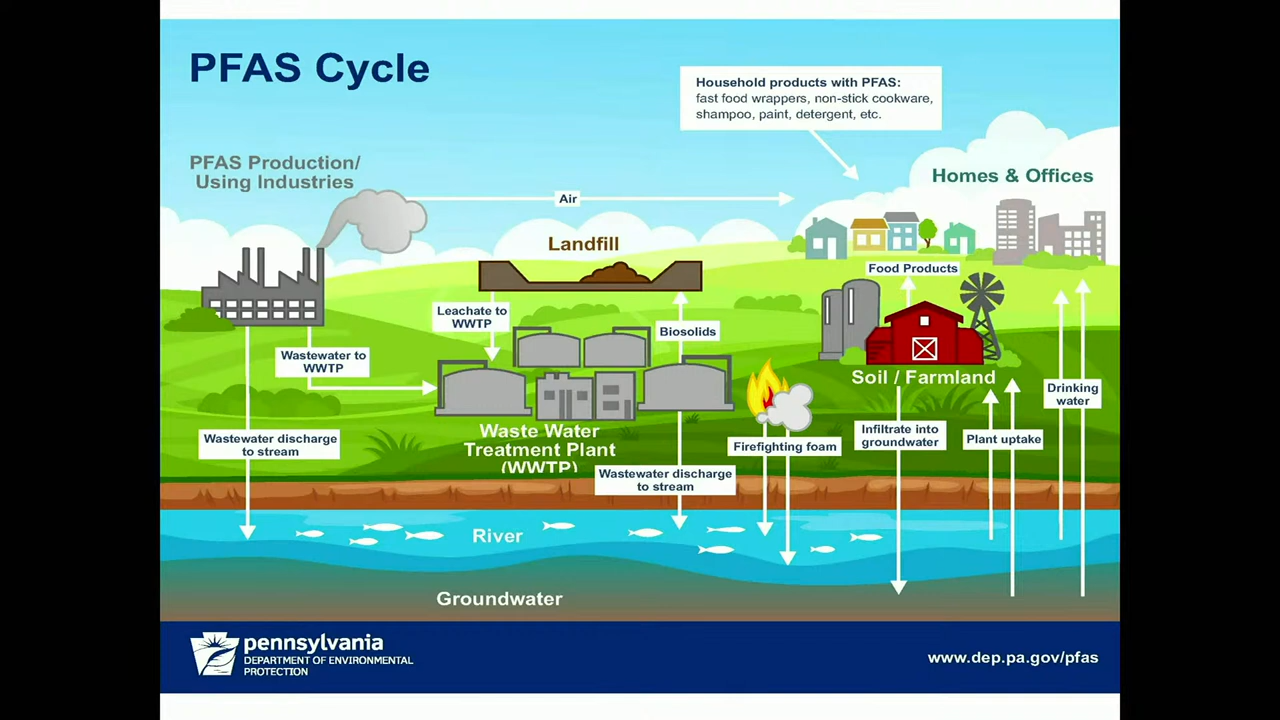 PFAS Cycle
Household products with PFAS:
fast food wrappers, non-stick cookware,
shampoo, paint, detergent, etc.
PFAS Production/
Using Industries
Homes & Offices
Air
Landfill
Food Products
Leachate to
WWTP
Biosolids
Wastewater to
WWTP
Soil / Farmland
Drinking
water
Wastewater discharge
to stream
Waste Water
Treatment Plant
(WWTP)
Firefighting foam
Infiltrate into
groundwater
Plant uptake
Wastewater discharge
to stream
River
Groundwater
pennsylvania
DEPARTMENT OF ENVIRONMENTAL
PROTECTION
www.dep.pa.gov/pfas